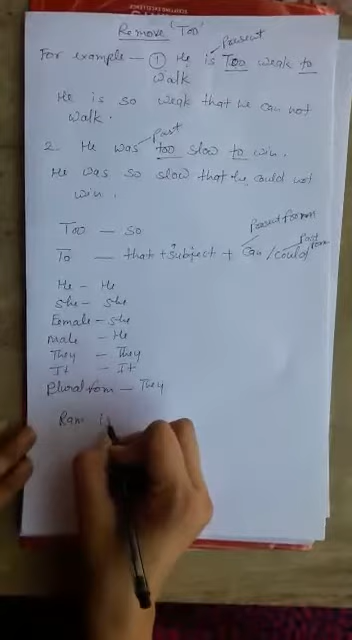 SCRIPTING EXCELLENCE
Remove 'Too'
Present
For example - ① He is Too weak to
walk
He is so weak that he can not
walk.
Past
2. He was too slow to win.
He was so slow that he could not
win.
Too - so
Present form
Past form
To - that + subject + can / could
He - He
She - She
Female - She
Male - He
They - They
It - It
Plural form - They
Ram is